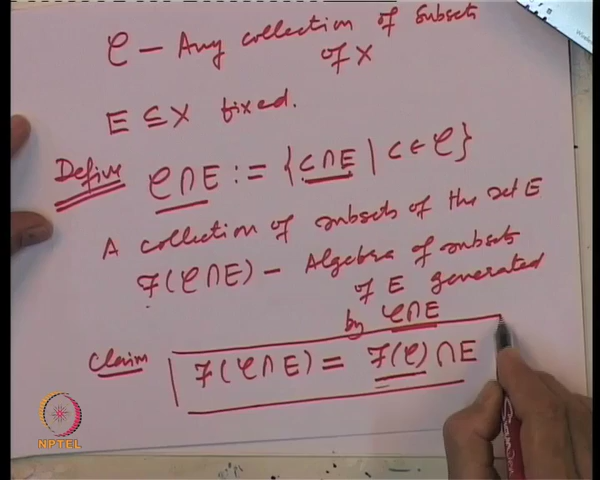 C — Any collection of subsets
of X
E ⊆ X fixed.
Define C ∩ E := { C ∩ E | C ∈ C }
A collection of subsets of the set E
F(C ∩ E) — Algebra of subsets
of E generated
by C ∩ E
Claim F(C ∩ E) = F(C) ∩ E
NPTEL